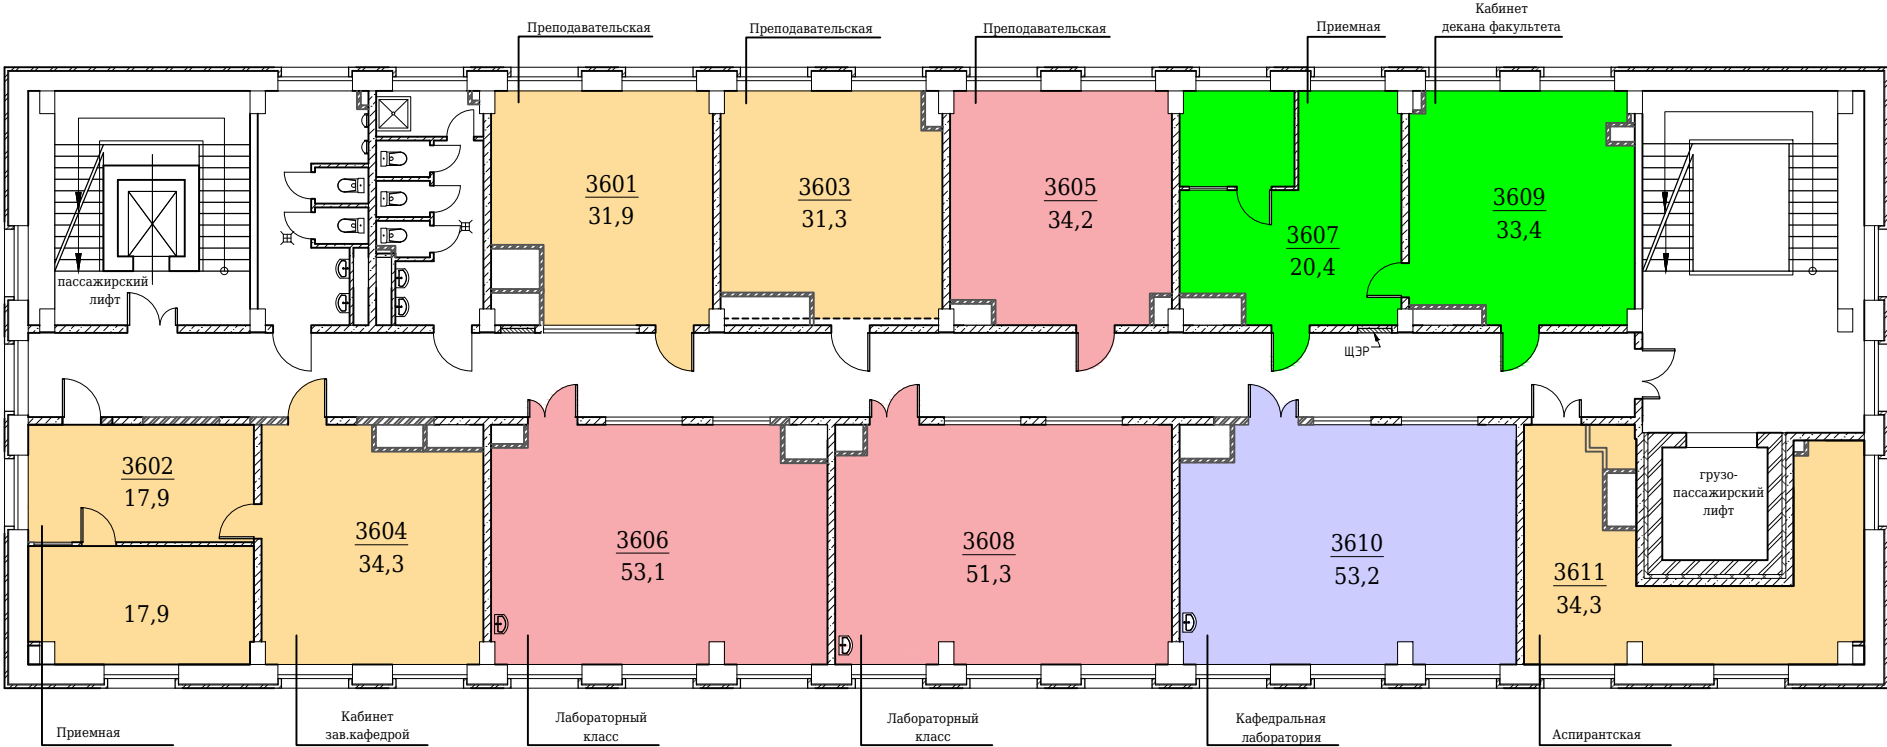 Кабинет
декана факультета
Преподавательская
Преподавательская
Преподавательская
Приемная
3601
31,9
3603
31,3
3605
34,2
3607
20,4
3609
33,4
пассажирский
лифт
ЩЭР
3602
17,9
17,9
3604
34,3
3606
53,1
3608
51,3
3610
53,2
3611
34,3
грузо-
пассажирский
лифт
Приемная
Кабинет
зав.кафедрой
Лабораторный
класс
Лабораторный
класс
Кафедральная
лаборатория
Аспирантская